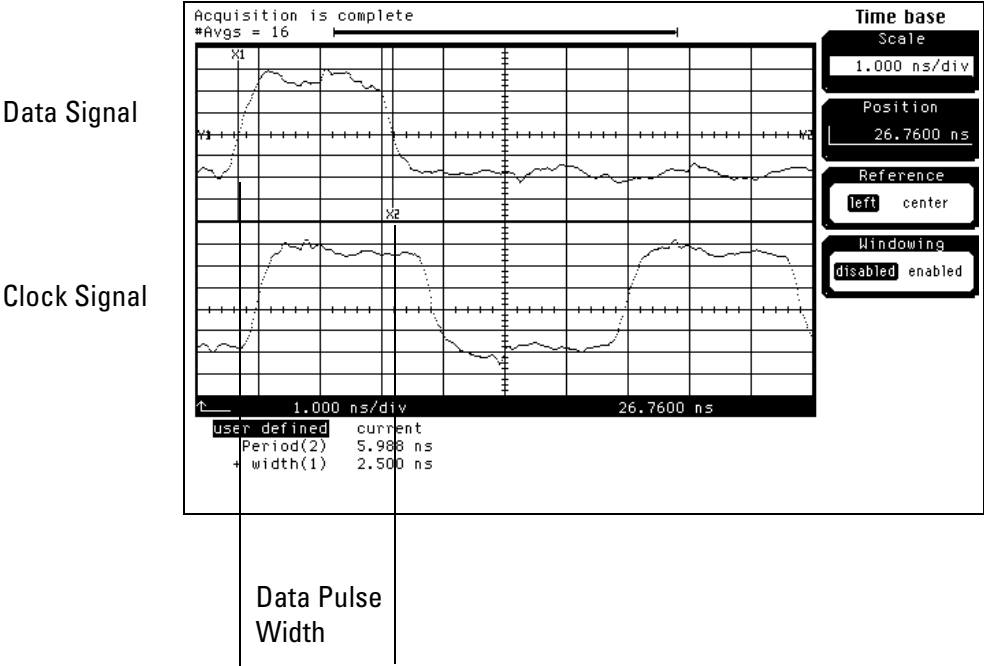 Acquisition is complete
#Avgs = 16
X1
Data Signal
V1
V2
X2
Clock Signal
1.000 ns/div
26.7600 ns
user defined current
Period(2) 5.988 ns
+ width(1) 2.500 ns
Data Pulse
Width
Time base
Scale
1.000 ns/div
Position
26.7600 ns
Reference
left center
Windowing
disabled enabled